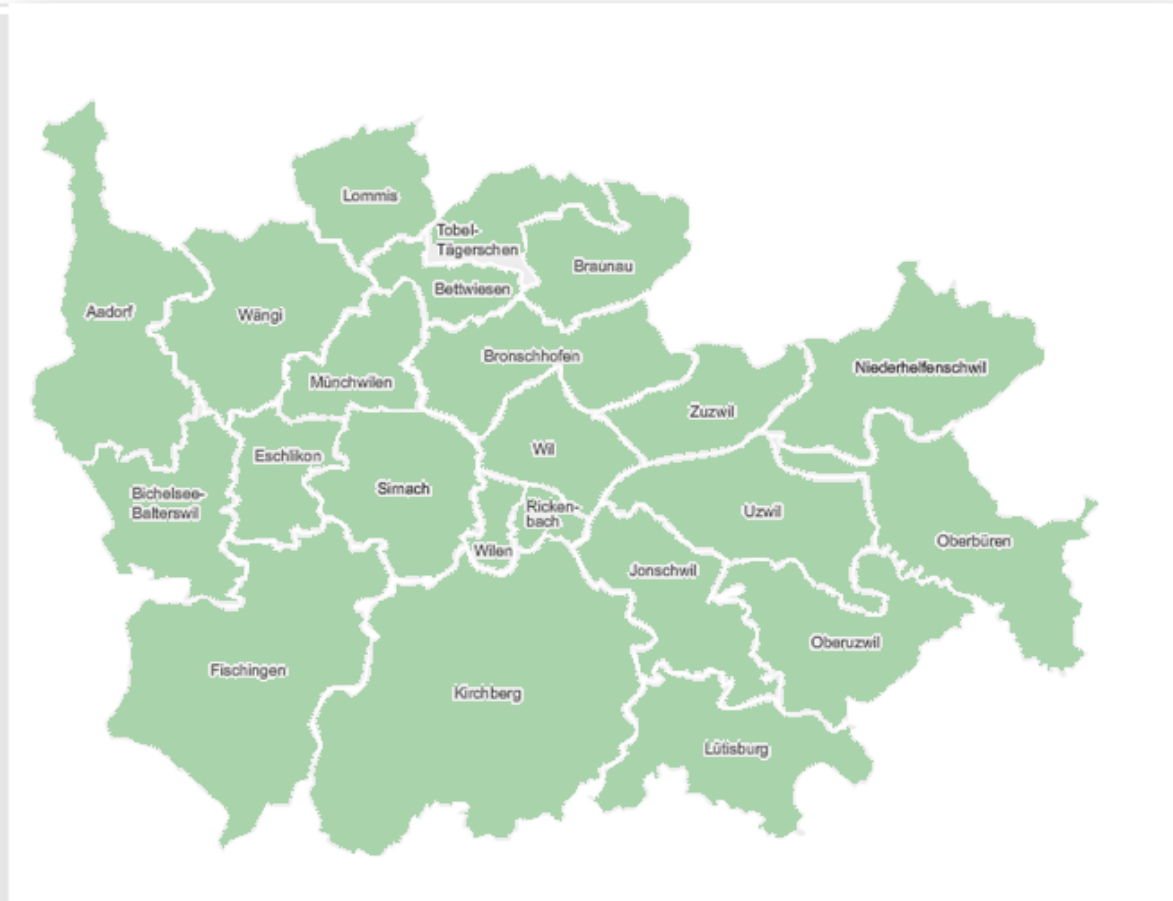 Lommis
Tobel-
Tägerschen
Braunau
Bettwiesen
Aadorf
Wängi
Bronschhofen
Niederhelfenschwil
Münchwilen
Zuzwil
Wil
Eschlikon
Sirnach
Bichelsee-
Balterswil
Ricken-
bach
Uzwil
Oberbüren
Wilen
Jonschwil
Oberuzwil
Fischingen
Kirchberg
Lütisburg